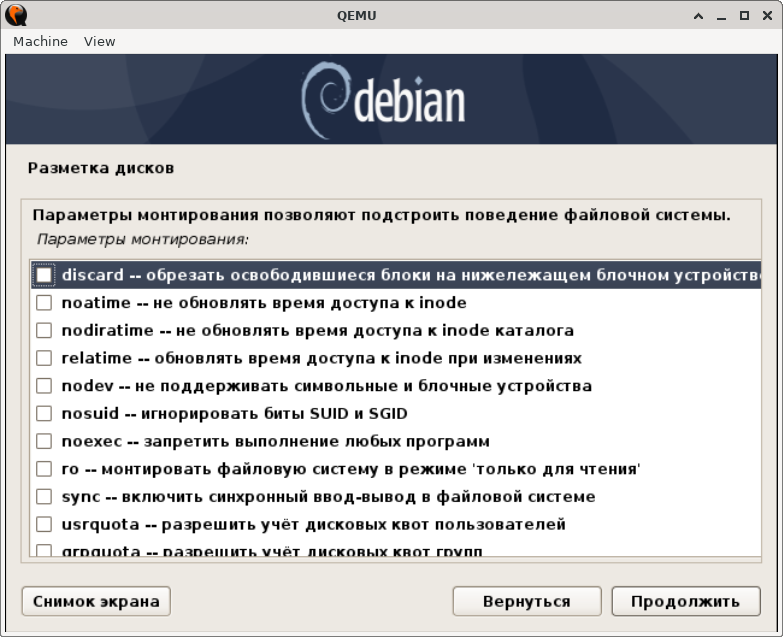 QEMU
Machine View
debian
Разметка дисков
Параметры монтирования позволяют подстроить поведение файловой системы.
Параметры монтирования:
discard -- обрезать освободившиеся блоки на нижележащем блочном устройстве
noatime -- не обновлять время доступа к inode
nodiratime -- не обновлять время доступа к inode каталога
relatime -- обновлять время доступа к inode при изменениях
nodev -- не поддерживать символьные и блочные устройства
nosuid -- игнорировать биты SUID и SGID
noexec -- запретить выполнение любых программ
ro -- монтировать файловую систему в режиме 'только для чтения'
sync -- включить синхронный ввод-вывод в файловой системе
usrquota -- разрешить учёт дисковых квот пользователей
grpquota -- разрешить учёт дисковых квот групп
Снимок экрана Вернуться Продолжить